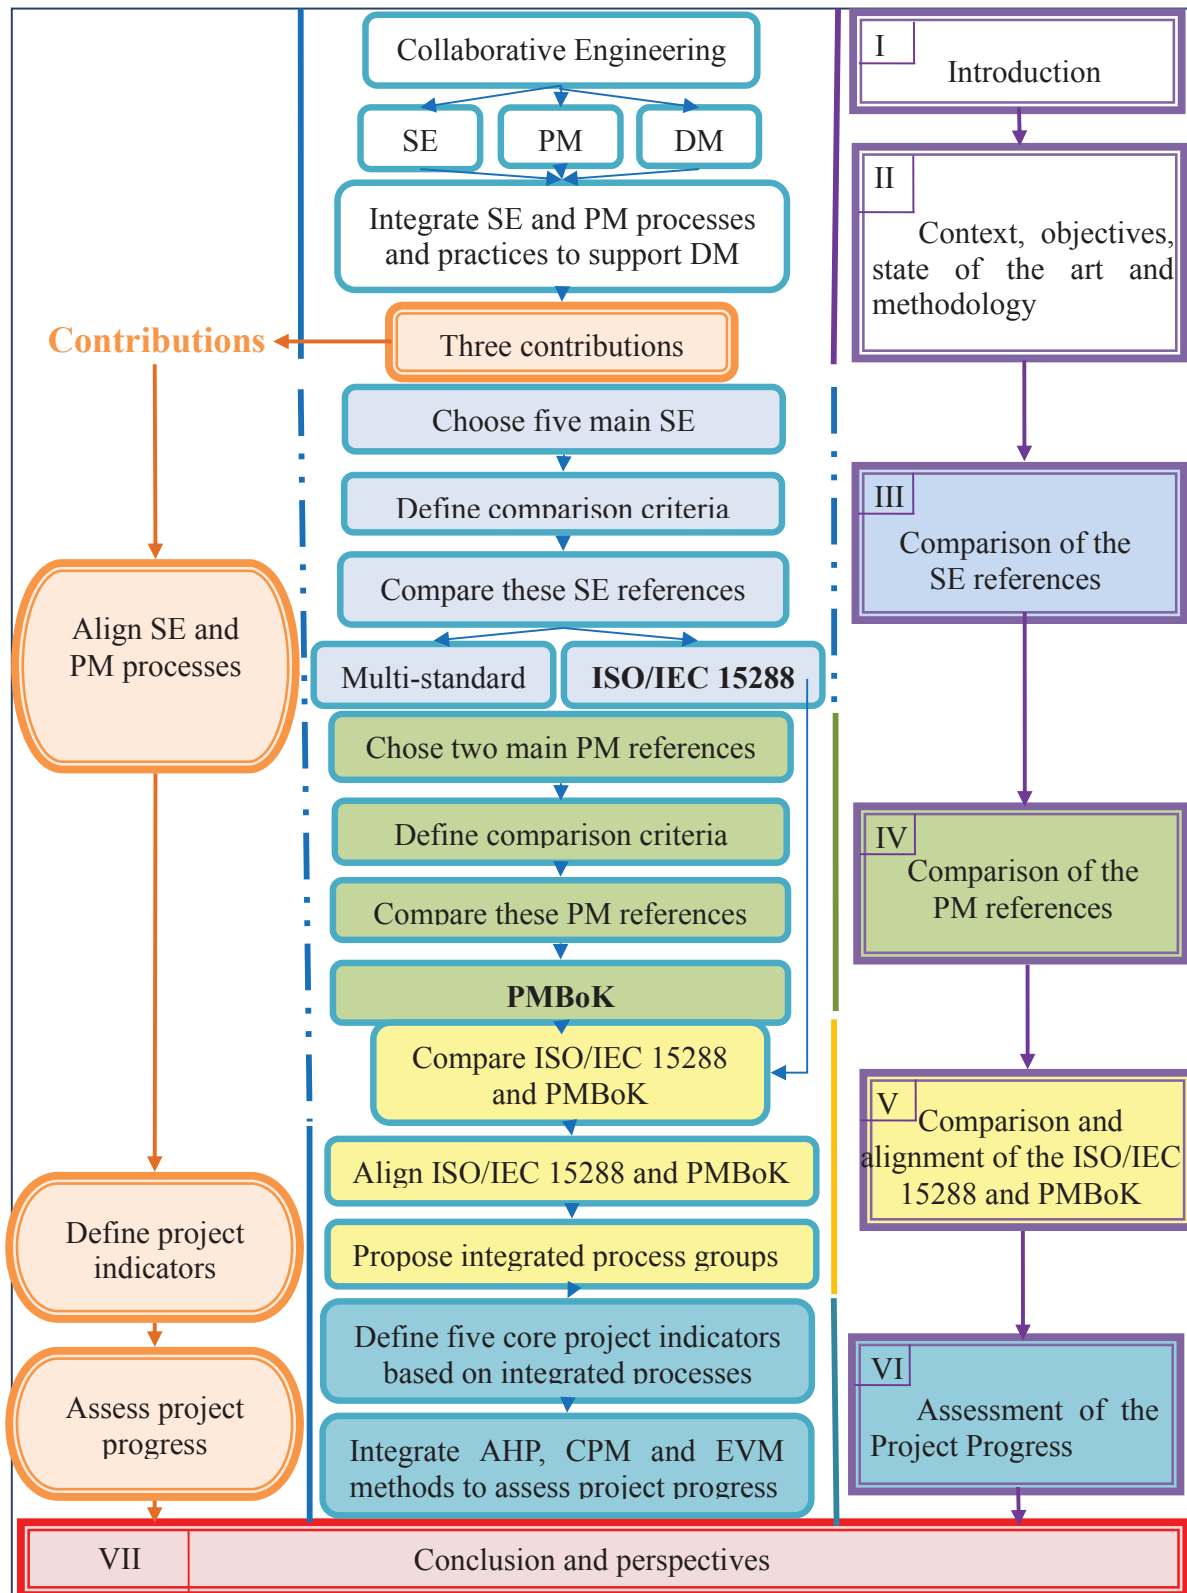 Collaborative Engineering
SE
PM
DM
Integrate SE and PM processes
and practices to support DM
Three contributions
Contributions
Choose five main SE
Define comparison criteria
Compare these SE references
Multi-standard
ISO/IEC 15288
Chose two main PM references
Define comparison criteria
Compare these PM references
PMBoK
Compare ISO/IEC 15288
and PMBoK
Align ISO/IEC 15288 and PMBoK
Propose integrated process groups
Define five core project indicators
based on integrated processes
Integrate AHP, CPM and EVM
methods to assess project progress
Align SE and
PM processes
Define project
indicators
Assess project
progress
I
Introduction
II
Context, objectives,
state of the art and
methodology
III
Comparison of the
SE references
IV
Comparison of the
PM references
V
Comparison and
alignment of the ISO/IEC
15288 and PMBoK
VI
Assessment of the
Project Progress
VII
Conclusion and perspectives